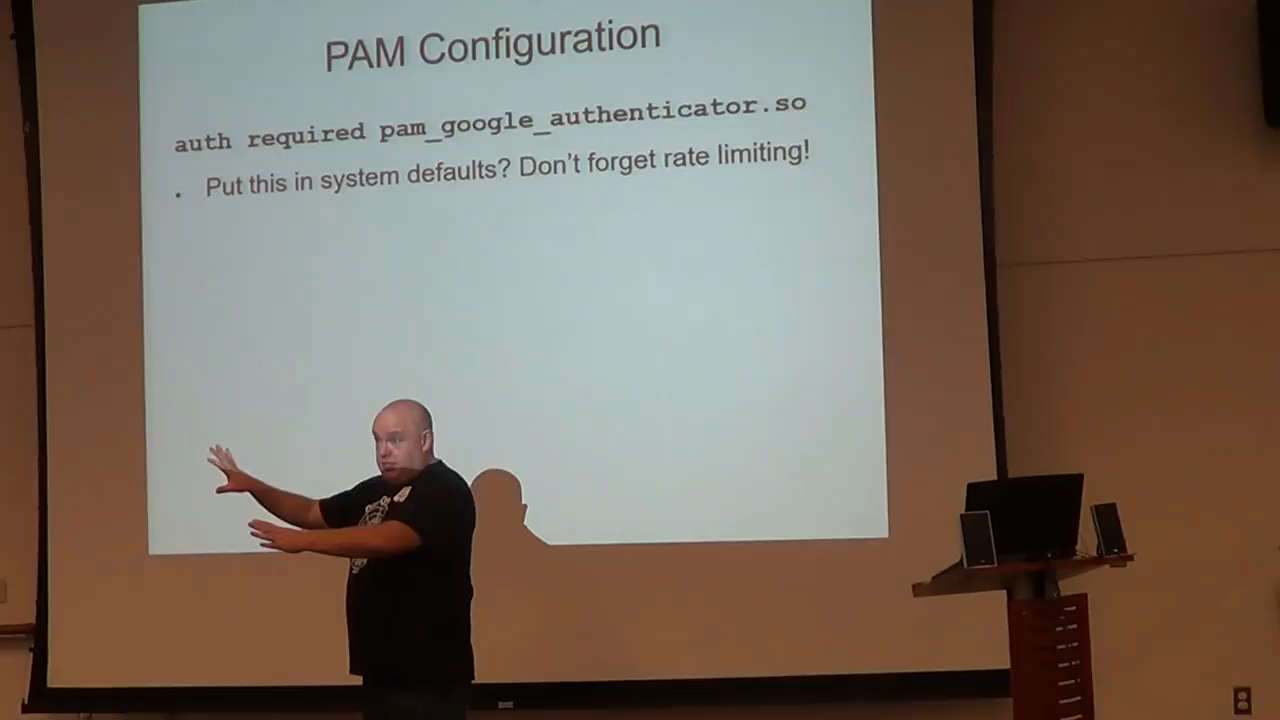 PAM Configuration
auth required pam_google_authenticator.so
. Put this in system defaults? Don't forget rate limiting!